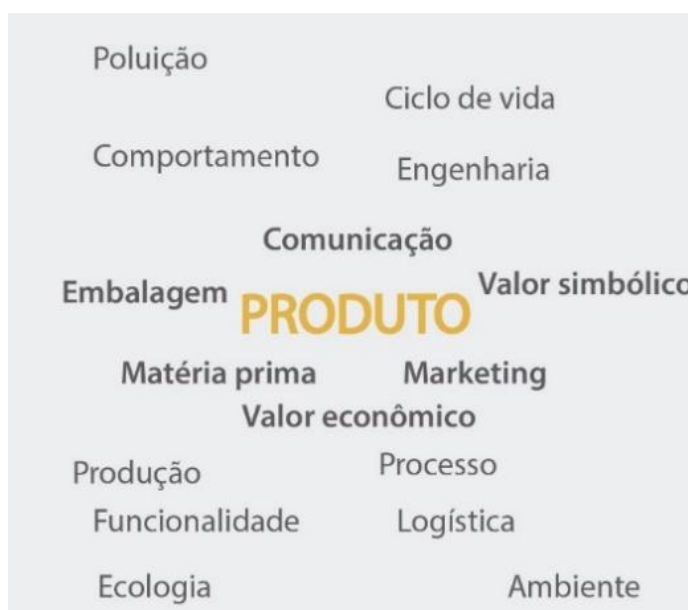 Poluição
Ciclo de vida
Comportamento
Engenharia
Comunicação
Embalagem
PRODUTO
Valor simbólico
Matéria prima
Marketing
Valor econômico
Produção
Processo
Funcionalidade
Logística
Ecologia
Ambiente